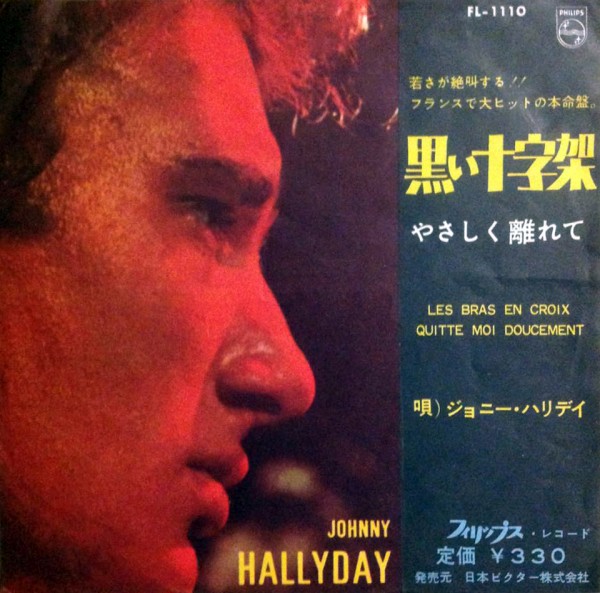 FL-1110
PHILIPS
若さが絶叫する!!
フランスで大ヒットの本命盤。
黒い十字架
やさしく離れて
LES BRAS EN CROIX
QUITTE MOI DOUCEMENT
唄)ジョニー・ハリデイ
JOHNNY
HALLYDAY
フィリップス・レコード
定価 ¥330
発売元 日本ビクター株式会社